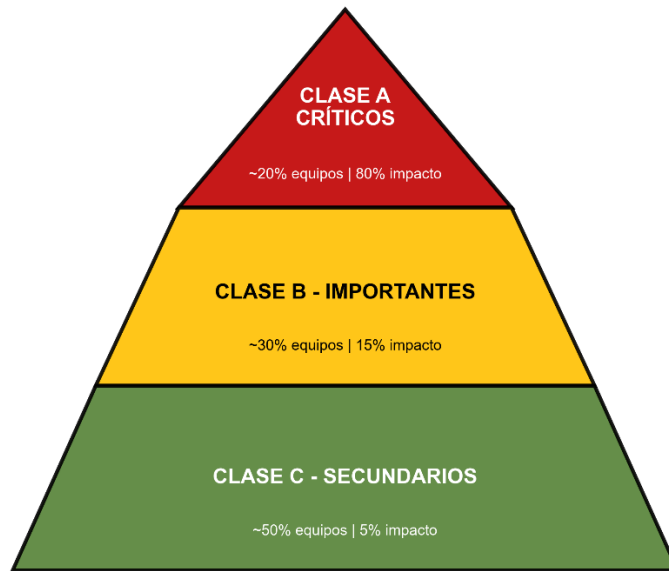 CLASE A
CRÍTICOS
~20% equipos | 80% impacto
CLASE B - IMPORTANTES
~30% equipos | 15% impacto
CLASE C - SECUNDARIOS
~50% equipos | 5% impacto